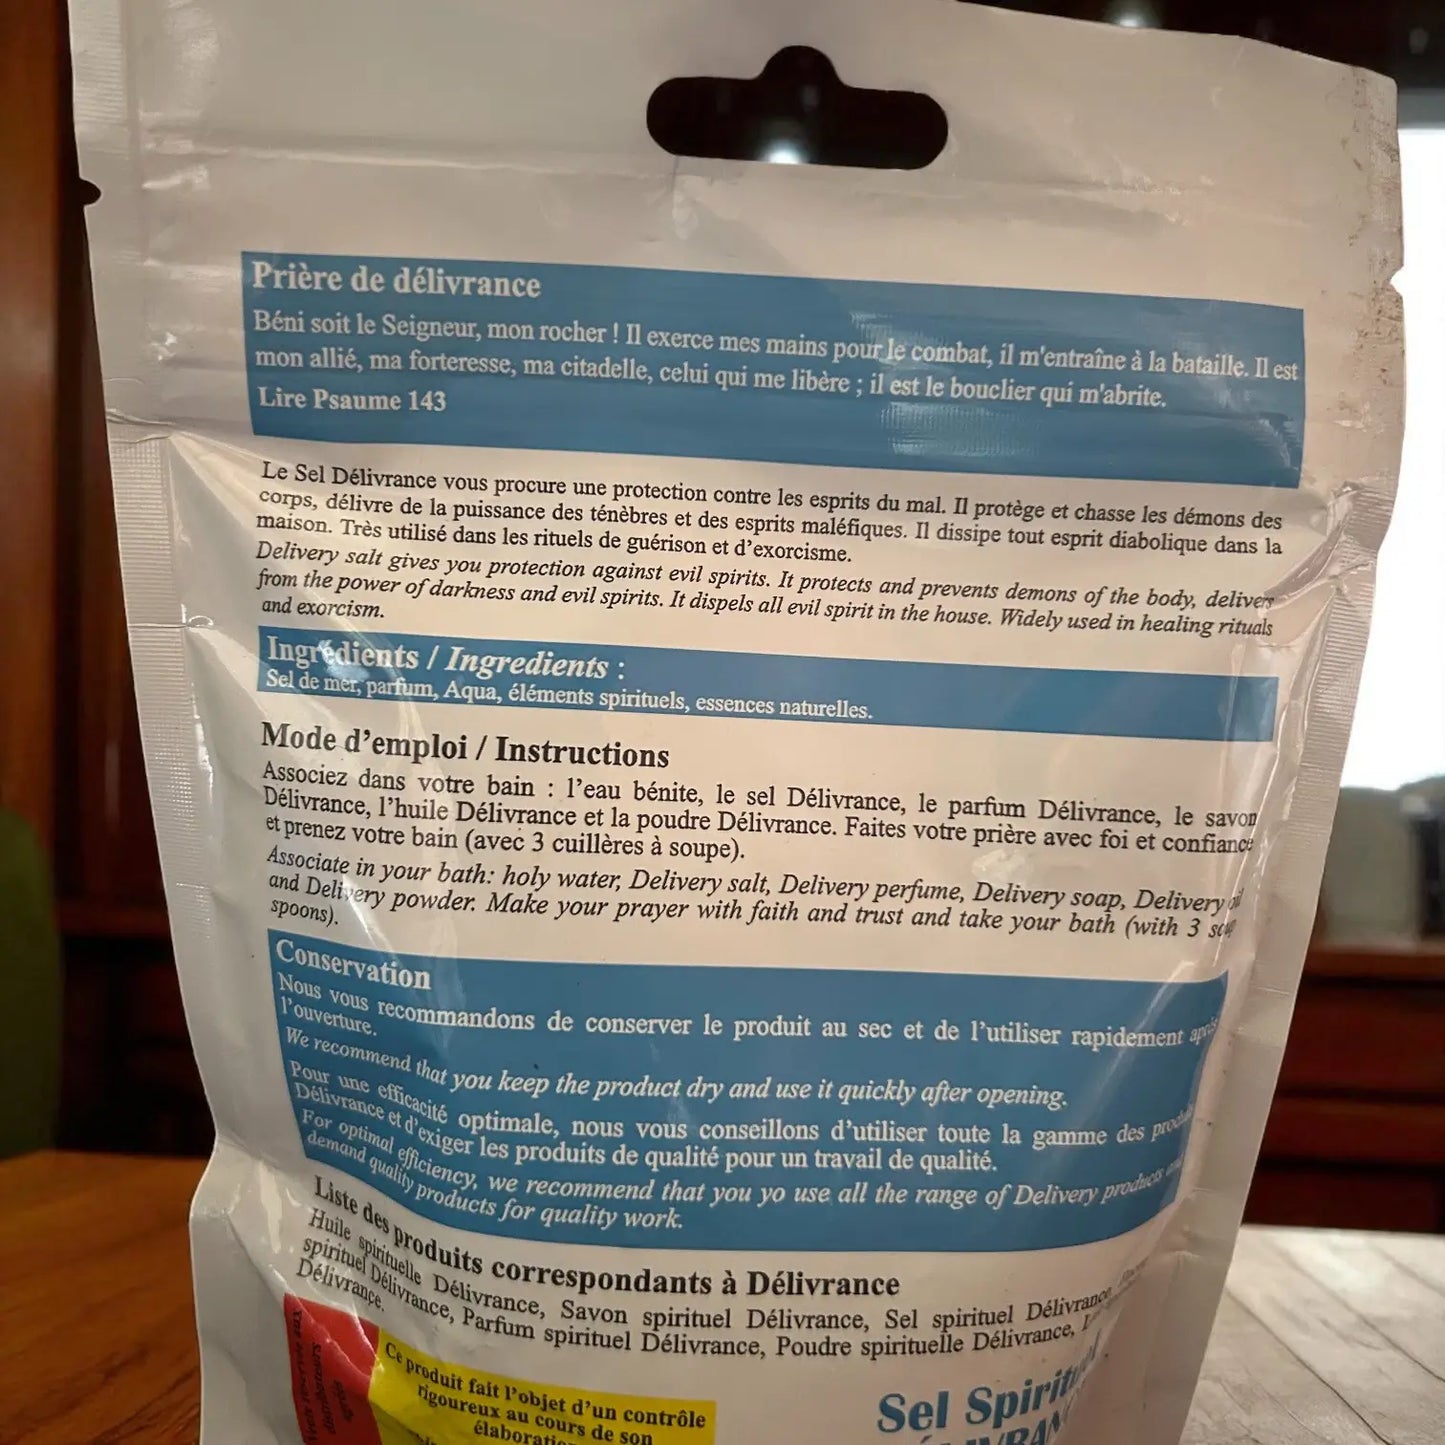 Prière de délivrance
Béni soit le Seigneur, mon rocher ! Il exerce mes mains pour le combat, il m'entraîne à la bataille. Il est
mon allié, ma forteresse, ma citadelle, celui qui me libère ; il est le bouclier qui m'abrite.
Lire Psaume 143
Le Sel Délivrance vous procure une protection contre les esprits du mal. Il protège et chasse les démons des
corps, délivre de la puissance des ténèbres et des esprits maléfiques. Il dissipe tout esprit diabolique dans la
maison. Très utilisé dans les rituels de guérison et d'exorcisme.
Delivery salt gives you protection against evil spirits. It protects and prevents demons of the body, delivers
from the power of darkness and evil spirits. It dispels all evil spirit in the house. Widely used in healing rituals
and exorcism.
Ingrédients / Ingredients :
Sel de mer, parfum, Aqua, éléments spirituels, essences naturelles.
Mode d'emploi / Instructions
Associez dans votre bain : l'eau bénite, le sel Délivrance, le parfum Délivrance, le savon
Délivrance, l'huile Délivrance et la poudre Délivrance. Faites votre prière avec foi et confiance
et prenez votre bain (avec 3 cuillères à soupe).
Associate in your bath: holy water, Delivery salt, Delivery perfume, Delivery soap, Delivery oil
and Delivery powder. Make your prayer with faith and trust and take your bath (with 3 soup
spoons).
Conservation
Nous vous recommandons de conserver le produit au sec et de l'utiliser rapidement après
l'ouverture.
We recommend that you keep the product dry and use it quickly after opening.
Pour une efficacité optimale, nous vous conseillons d'utiliser toute la gamme des produits
Délivrance et d'exiger les produits de qualité pour un travail de qualité.
For optimal efficiency, we recommend that you yo use all the range of Delivery products and
demand quality products for quality work.
Liste des produits correspondants à Délivrance
Huile spirituelle Délivrance, Savon spirituel Délivrance, Sel spirituel Délivrance,
spirituel Délivrance, Parfum spirituel Délivrance, Poudre spirituelle Délivrance,
Délivrance.
Vente réservée aux
distributeurs
agréés
Ce produit fait l'objet d'un contrôle
rigoureux au cours de son
élaboration
Sel Spirituel
DÉLIVRANCE